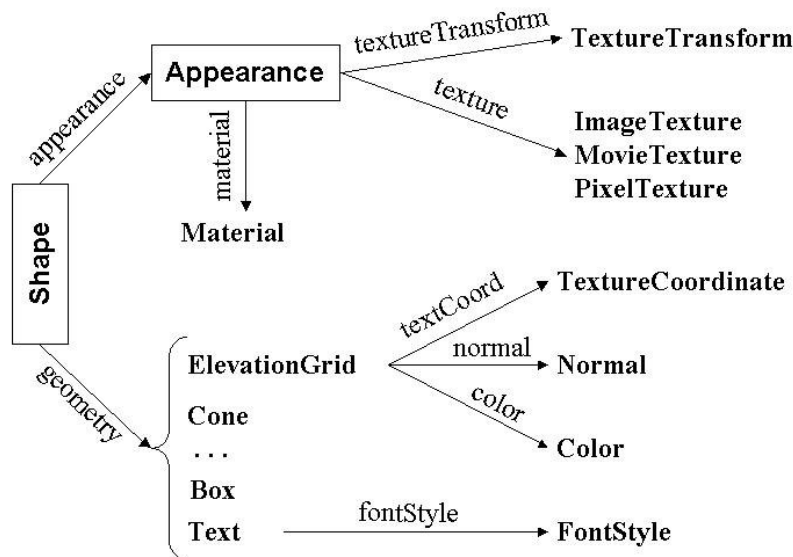 textureTransform
TextureTransform
Appearance
appearance
texture
material
ImageTexture
MovieTexture
PixelTexture
Material
Shape
geometry
textCoord
TextureCoordinate
ElevationGrid
normal
Normal
Cone
color
Color
. . .
Box
Text
fontStyle
FontStyle